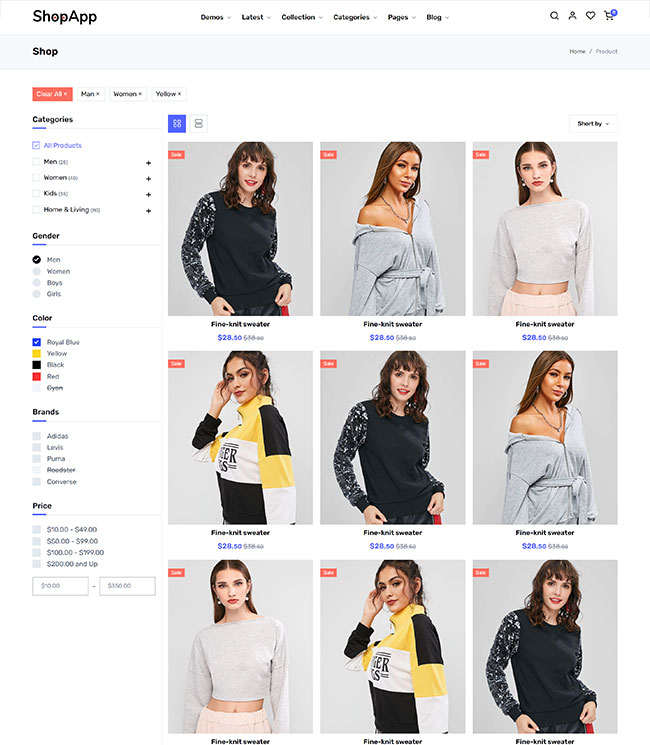 ShopApp
Demos Latest Collection Categories Pages Blog
Shop
Home / Product
Clear All × Man × Women × Yellow ×
Categories
Short by
All Products
Men (25)
Women (40)
Kids (35)
Home & Living (90)
Gender
Men
Women
Boys
Girls
Color
Royal Blue
Yellow
Black
Red
Cyan
Brands
Adidas
Levis
Puma
Roedster
Converse
Price
$10.00 - $49.00
$50.00 - $99.00
$100.00 - $199.00
$200.00 and Up
$10.00 - $350.00
Sale Sale Sale
Fine-knit sweater Fine-knit sweater Fine-knit sweater
$28.50 $38.50 $28.50 $38.50 $28.50 $38.50
Sale Sale Sale
Fine-knit sweater Fine-knit sweater Fine-knit sweater
$28.50 $38.50 $28.50 $38.50 $28.50 $38.50
Sale Sale Sale
Fine-knit sweater Fine-knit sweater Fine-knit sweater